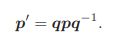 p′ = qpq⁻¹.